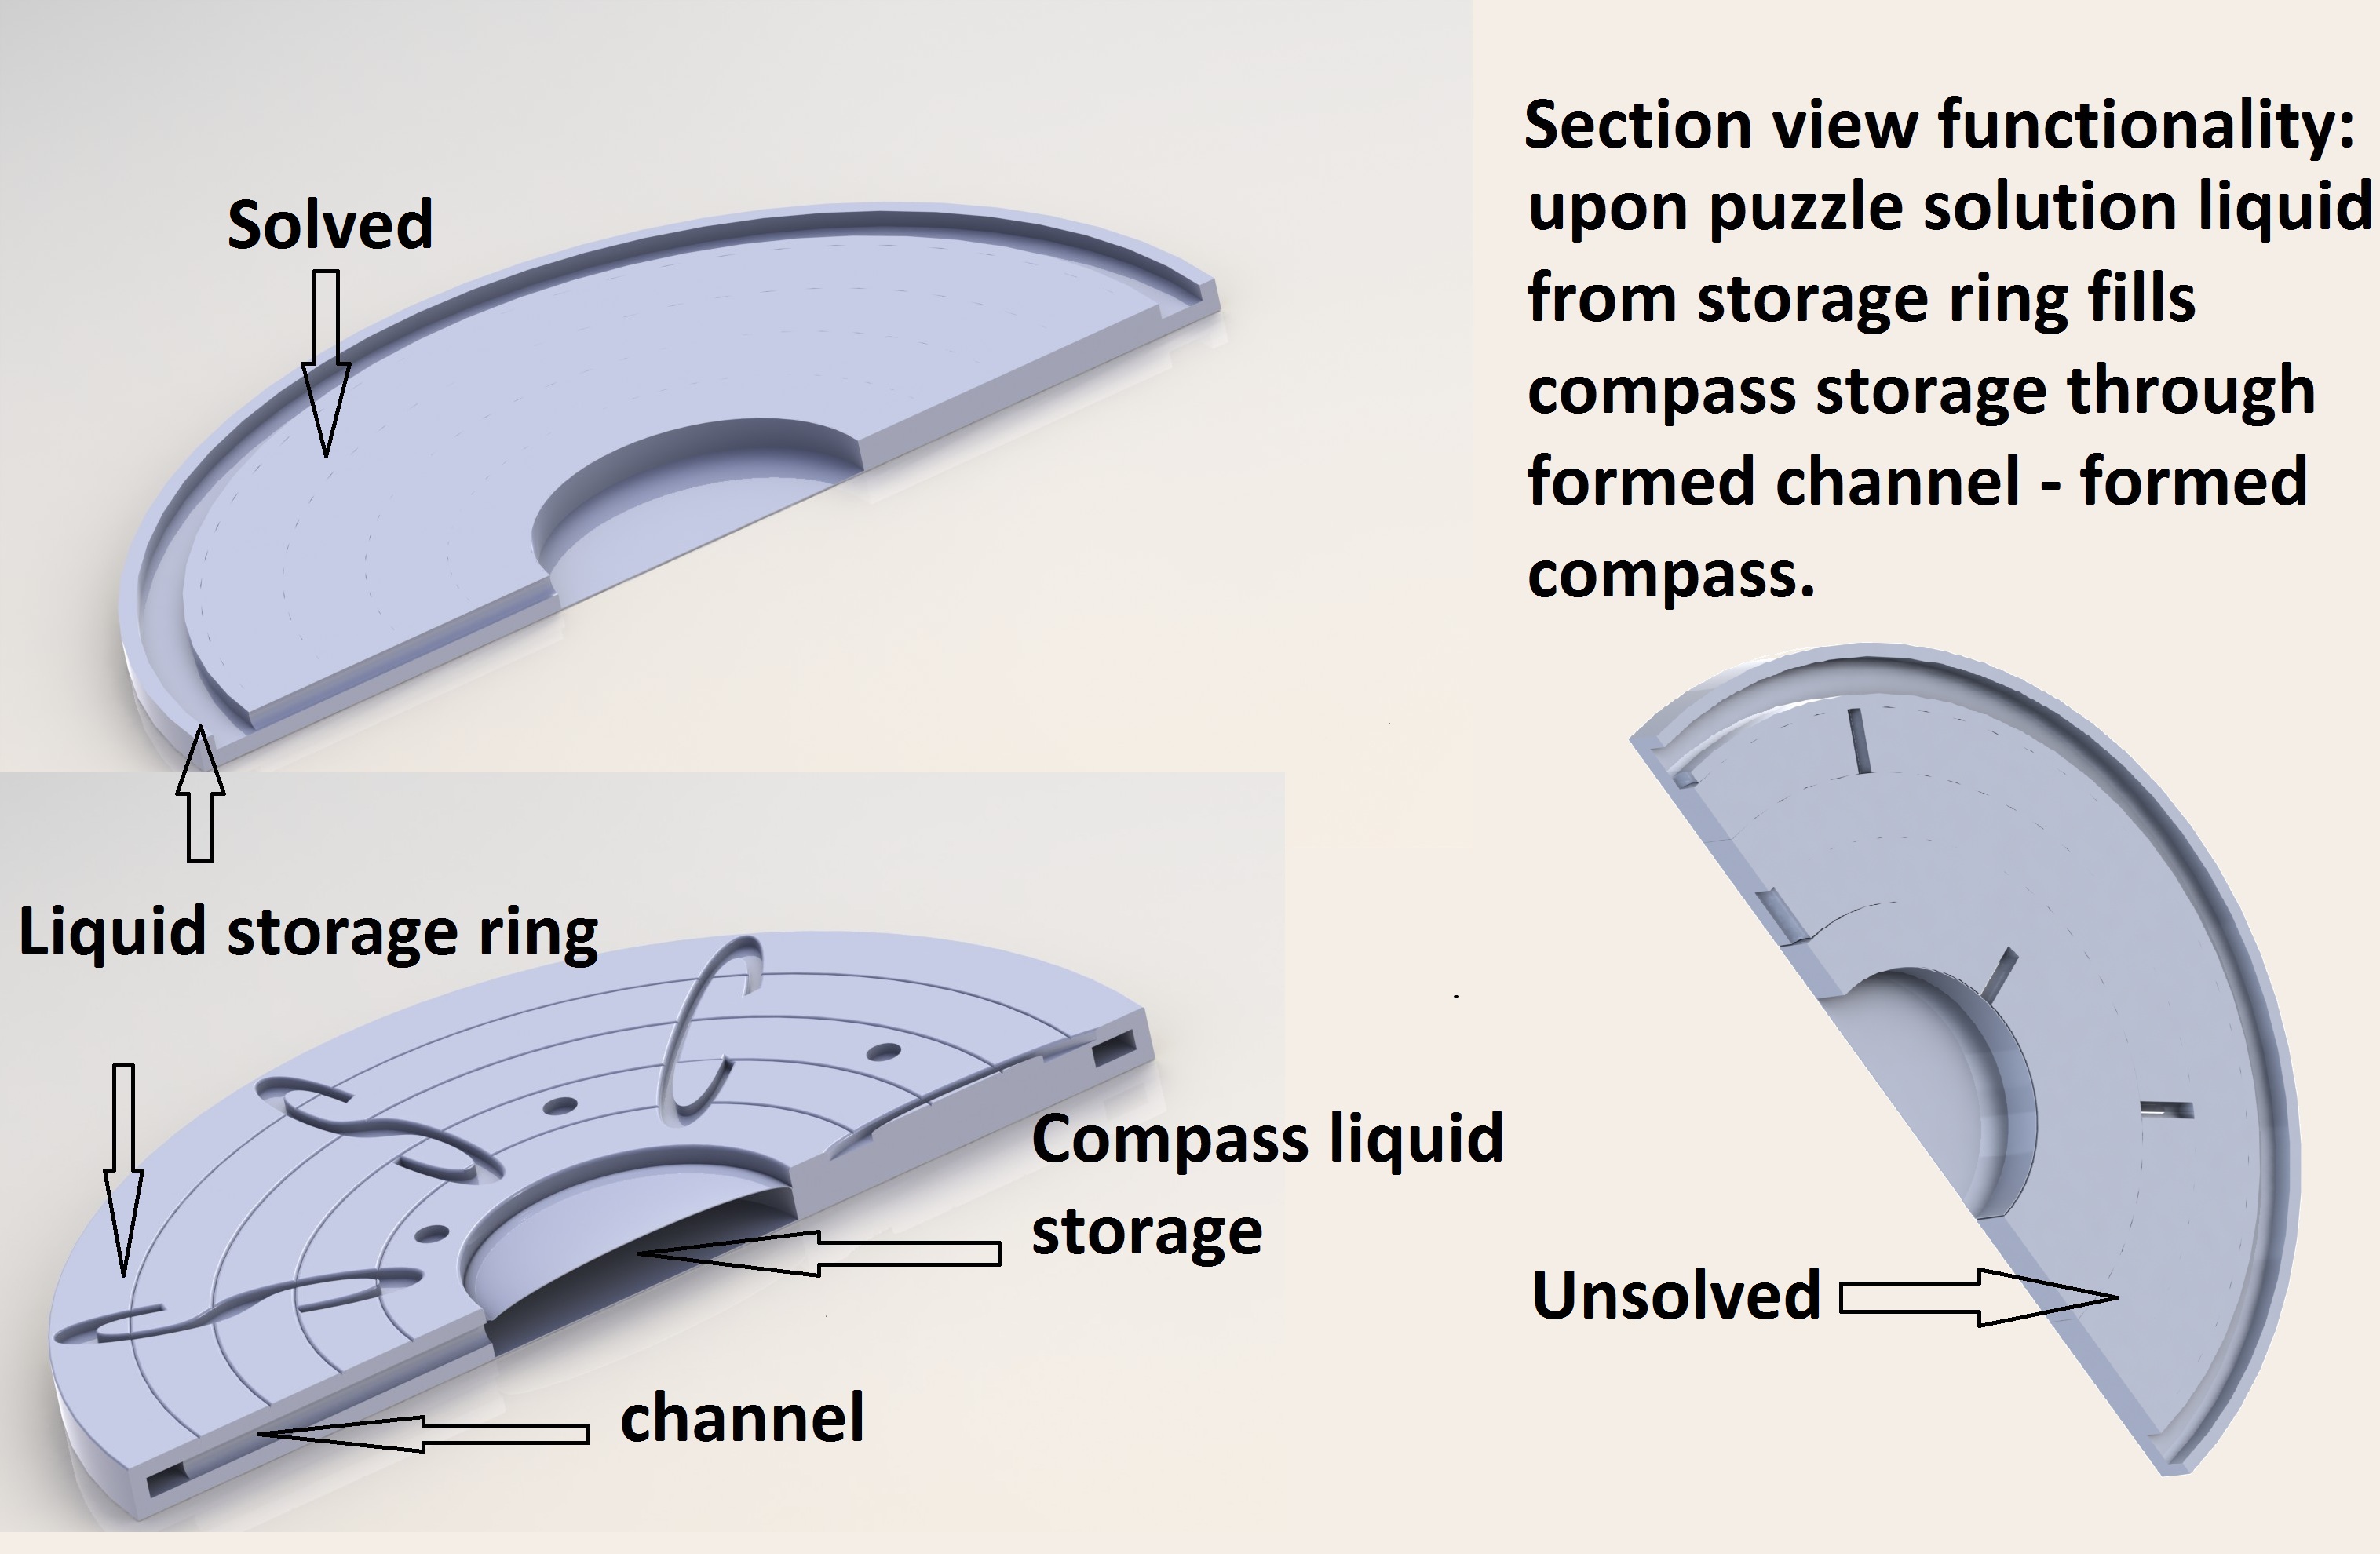 Solved
Section view functionality:
upon puzzle solution liquid
from storage ring fills
compass storage through
formed channel - formed
compass.
Liquid storage ring
Compass liquid
storage
Unsolved
channel